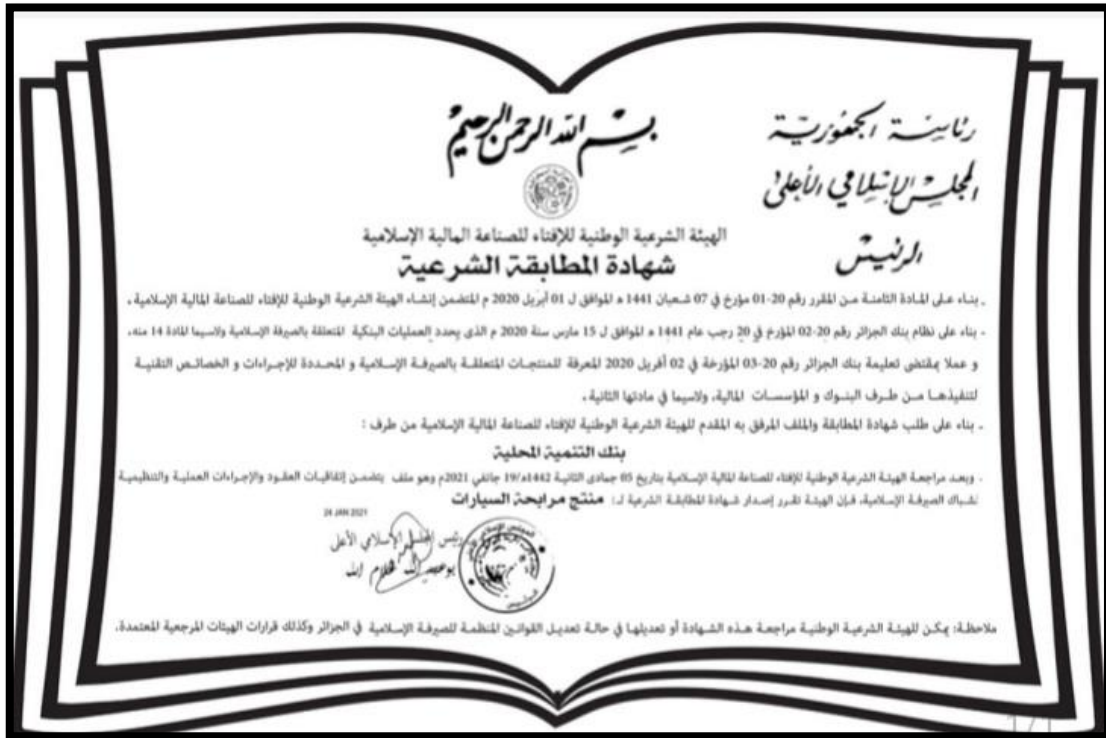 بسم الله الرحمن الرحيم
رئاسة الجمهورية
المجلس الإسلامي الأعلى
الرئيس
الهيئة الشرعية الوطنية للإفتاء للصناعة المالية الإسلامية
شهادة المطابقة الشرعية
ـ بناء على المادة الثامنة من المقرر رقم 20-01 مؤرخ في 07 شعبان 1441 ه الموافق ل 01 أبريل 2020 م المتضمن إنشاء الهيئة الشرعية الوطنية للإفتاء للصناعة المالية الإسلامية ،
ـ بناء على نظام بنك الجزائر رقم 20-02 المؤرخ في 20 رجب عام 1441 ه الموافق ل 15 مارس سنة 2020 م الذي يحدد العمليات البنكية المتعلقة بالصيرفة الإسلامية ولاسيما المادة 14 منه،
و عملا بمقتضى تعليمة بنك الجزائر رقم 20-03 المؤرخة في 02 أفريل 2020 المعرفة للمنتجات المتعلقة بالصيرفة الإسلامية و المحددة للإجراءات و الخصائص التقنية
لتنفيذها من طرف البنوك و المؤسسات المالية، ولاسيما في مادتها الثانية ،
ـ بناء على طلب شهادة المطابقة والملف المرفق به المقدم للهيئة الشرعية الوطنية للإفتاء للصناعة المالية الإسلامية من طرف :
بنك التنمية المحلية
ـ وبعد مراجعة الهيئة الشرعية الوطنية للإفتاء للصناعة المالية الإسلامية بتاريخ 05 جمادى الثانية 1442ه/19 جانفي 2021م وهو ملف يتضمن إتفاقيات العقود والإجراءات العملية والتنظيمية
لشباك الصيرفة الإسلامية، فإن الهيئة تقرر إصدار شهادة المطابقة الشرعية لـ: منتج مرابحة السيارات
24 JAN 2021
رئيس المجلس الإسلامي الأعلى
بوعبد الله غلام الله
ملاحظة: يمكن للهيئة الشرعية الوطنية مراجعة هذه الشهادة أو تعديلها في حالة تعديل القوانين المنظمة للصيرفة الإسلامية في الجزائر وكذلك قرارات الهيئات المرجعية المعتمدة.